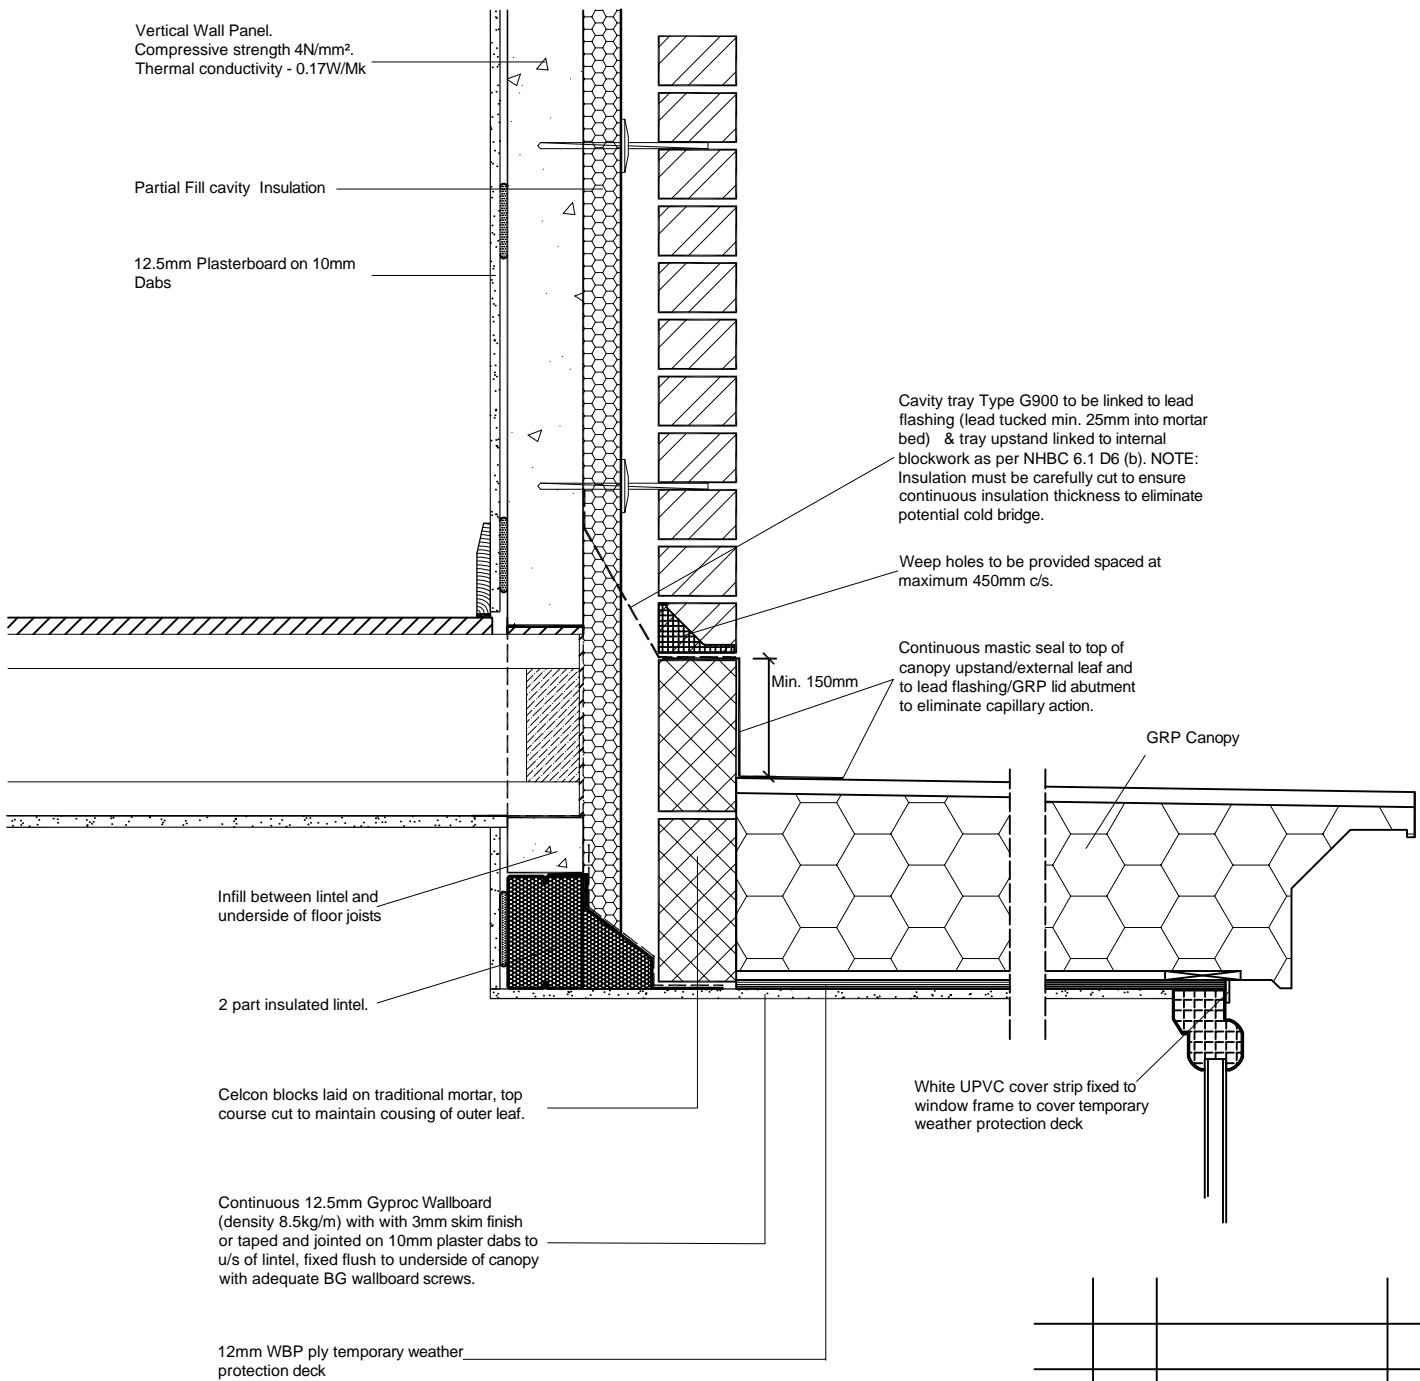 Vertical Wall Panel.
Compressive strength 4N/mm².
Thermal conductivity - 0.17W/Mk
Partial Fill cavity Insulation
12.5mm Plasterboard on 10mm
Dabs
Cavity tray Type G900 to be linked to lead
flashing (lead tucked min. 25mm into mortar
bed) & tray upstand linked to internal
blockwork as per NHBC 6.1 D6 (b). NOTE:
Insulation must be carefully cut to ensure
continuous insulation thickness to eliminate
potential cold bridge.
Weep holes to be provided spaced at
maximum 450mm c/s.
Continuous mastic seal to top of
canopy upstand/external leaf and
to lead flashing/GRP lid abutment
to eliminate capillary action.
Min. 150mm
GRP Canopy
Infill between lintel and
underside of floor joists
2 part insulated lintel.
Celcon blocks laid on traditional mortar, top
course cut to maintain cousing of outer leaf.
White UPVC cover strip fixed to
window frame to cover temporary
weather protection deck
Continuous 12.5mm Gyproc Wallboard
(density 8.5kg/m) with with 3mm skim finish
or taped and jointed on 10mm plaster dabs to
u/s of lintel, fixed flush to underside of canopy
with adequate BG wallboard screws.
12mm WBP ply temporary weather
protection deck